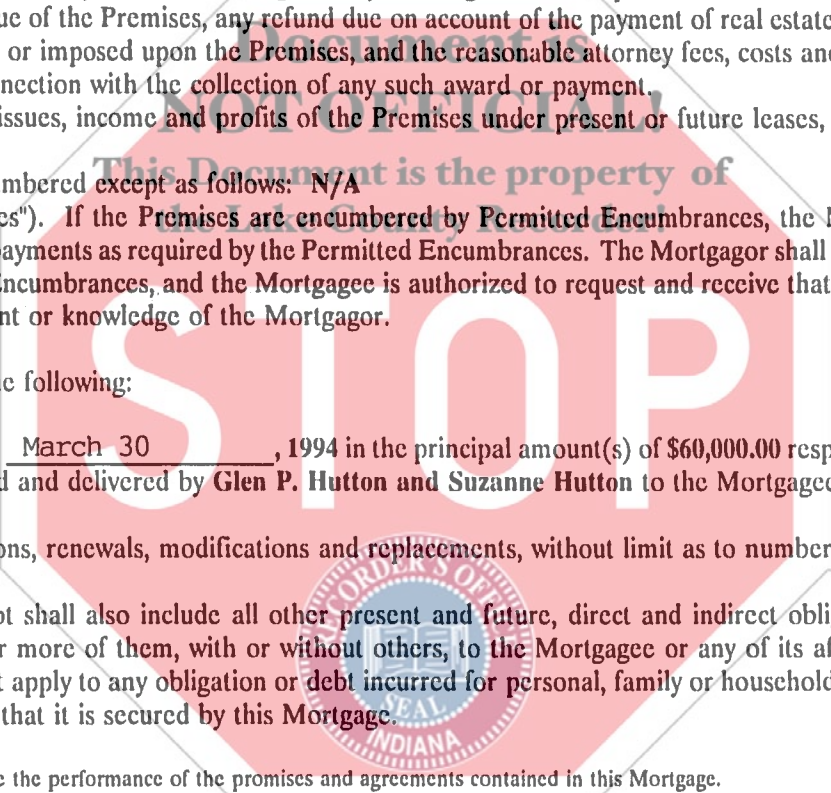 ue of the Premises, any refund due on account of the payment of real estate
or imposed upon the Premises, and the reasonable attorney fees, costs and
nection with the collection of any such award or payment.
issues, income and profits of the Premises under present or future leases,
Document is
NOT OFFICIAL!
This Document is the property of
the Lake County Recorder!
mbered except as follows: N/A
es"). If the Premises are encumbered by Permitted Encumbrances, the M
payments as required by the Permitted Encumbrances. The Mortgagor shall
Encumbrances, and the Mortgagee is authorized to request and receive that
nt or knowledge of the Mortgagor.
STOP
e following:
March 30, 1994 in the principal amount(s) of $60,000.00 resp
d and delivered by Glen P. Hutton and Suzanne Hutton to the Mortgagee
ons, renewals, modifications and replacements, without limit as to number
bt shall also include all other present and future, direct and indirect obli
r more of them, with or without others, to the Mortgagee or any of its af
t apply to any obligation or debt incurred for personal, family or household
that it is secured by this Mortgage.
RECORDER'S OFFICE
SEAL
INDIANA
e the performance of the promises and agreements contained in this Mortgage.